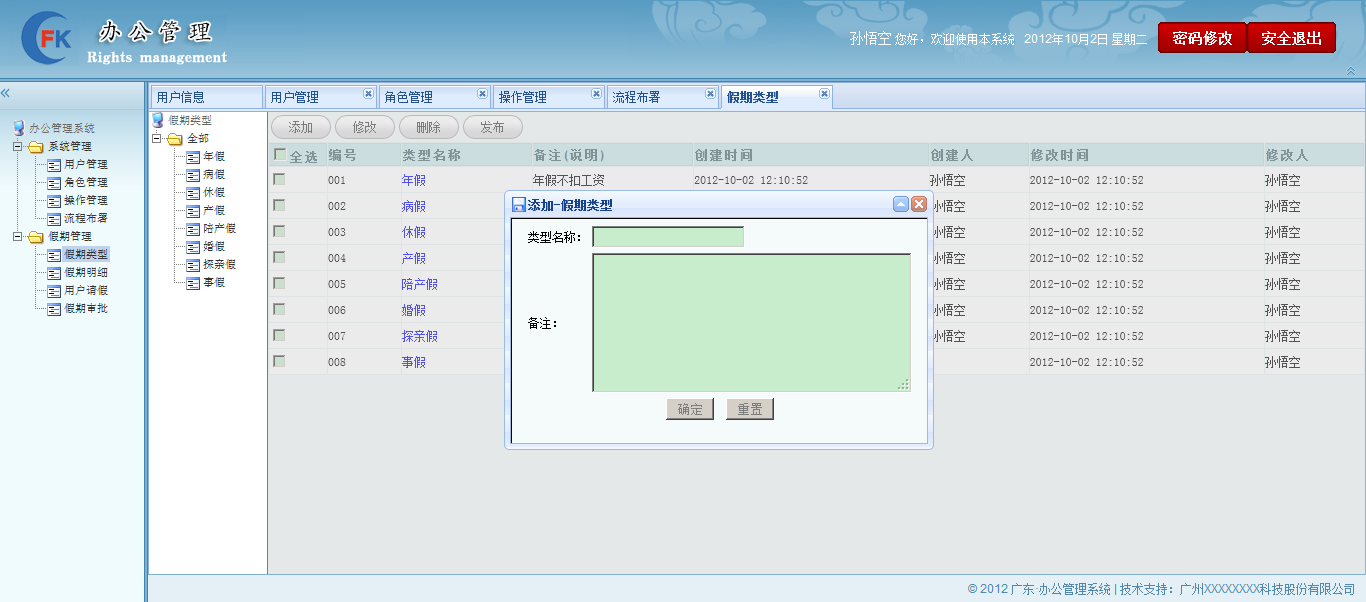 FK 办公管理
Rights management
孙悟空 您好，欢迎使用本系统 2012年10月2日 星期二 密码修改 安全退出
用户信息 用户管理 角色管理 操作管理 流程布署 假期类型
办公管理系统
系统管理
用户管理
角色管理
操作管理
流程布署
假期管理
假期类型
假期明细
用户请假
假期审批
假期类型
全部
年假
病假
休假
产假
陪产假
婚假
探亲假
事假
添加 修改 删除 发布
全选 编号 类型名称 备注(说明) 创建时间 创建人 修改时间 修改人
001 年假 年假不扣工资 2012-10-02 12:10:52 孙悟空 2012-10-02 12:10:52 孙悟空
002 病假 孙悟空 2012-10-02 12:10:52 孙悟空
003 休假 孙悟空 2012-10-02 12:10:52 孙悟空
004 产假 孙悟空 2012-10-02 12:10:52 孙悟空
005 陪产假 孙悟空 2012-10-02 12:10:52 孙悟空
006 婚假 孙悟空 2012-10-02 12:10:52 孙悟空
007 探亲假 孙悟空 2012-10-02 12:10:52 孙悟空
008 事假 2012-10-02 12:10:52 孙悟空
添加-假期类型
类型名称：
备注：
确定 重置
© 2012 广东·办公管理系统 | 技术支持：广州XXXXXXXX科技股份有限公司